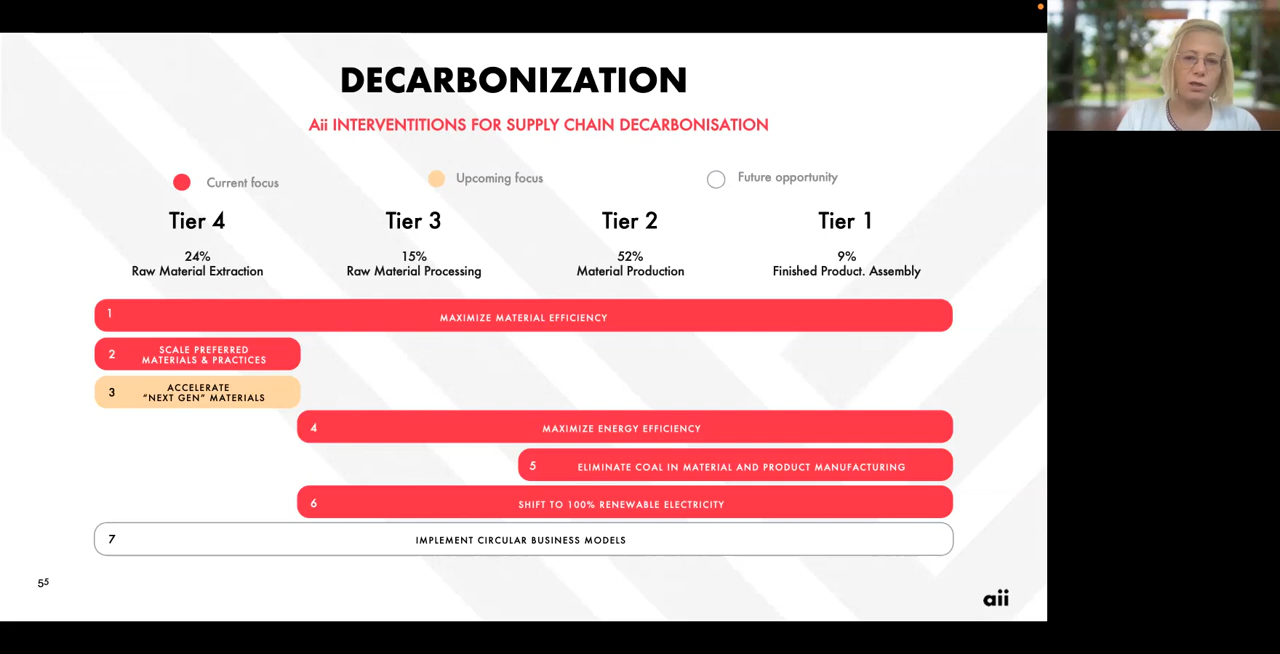 DECARBONIZATION
Aii INTERVENTITIONS FOR SUPPLY CHAIN DECARBONISATION
Current focus
Upcoming focus
Future opportunity
Tier 4
Tier 3
Tier 2
Tier 1
24%
Raw Material Extraction
15%
Raw Material Processing
52%
Material Production
9%
Finished Product. Assembly
1
MAXIMIZE MATERIAL EFFICIENCY
2
SCALE PREFERRED
MATERIALS & PRACTICES
3
ACCELERATE
“NEXT GEN” MATERIALS
4
MAXIMIZE ENERGY EFFICIENCY
5
ELIMINATE COAL IN MATERIAL AND PRODUCT MANUFACTURING
6
SHIFT TO 100% RENEWABLE ELECTRICITY
7
IMPLEMENT CIRCULAR BUSINESS MODELS
55
aii